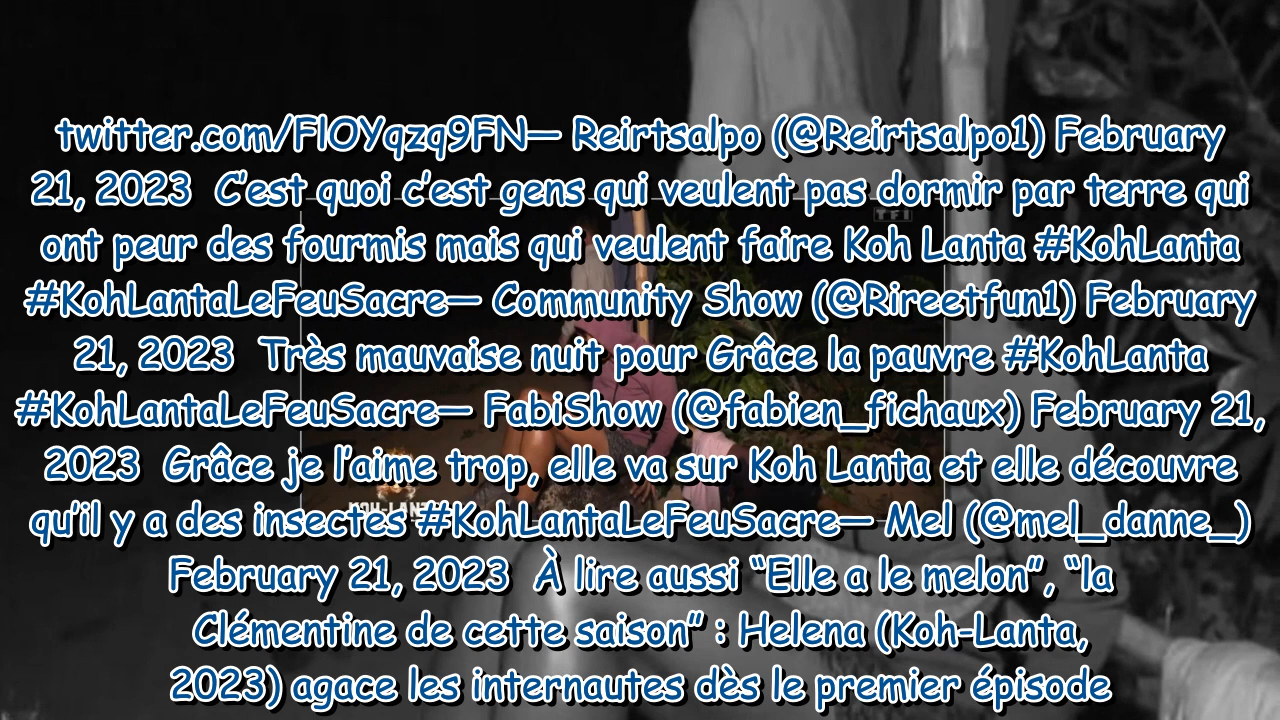 twitter.com/FlOYqzq9FN— Reirtsalpo (@Reirtsalpo1) February
21, 2023 C’est quoi c’est gens qui veulent pas dormir par terre qui
ont peur des fourmis mais qui veulent faire Koh Lanta #KohLanta
#KohLantaLeFeuSacre— Community Show (@Rireetfun1) February
21, 2023 Très mauvaise nuit pour Grâce la pauvre #KohLanta
#KohLantaLeFeuSacre— FabiShow (@fabien_fichaux) February 21,
2023 Grâce je l’aime trop, elle va sur Koh Lanta et elle découvre
qu’il y a des insectes #KohLantaLeFeuSacre— Mel (@mel_danne_)
February 21, 2023 À lire aussi “Elle a le melon”, “la
Clémentine de cette saison” : Helena (Koh-Lanta,
2023) agace les internautes dès le premier épisode
TF1